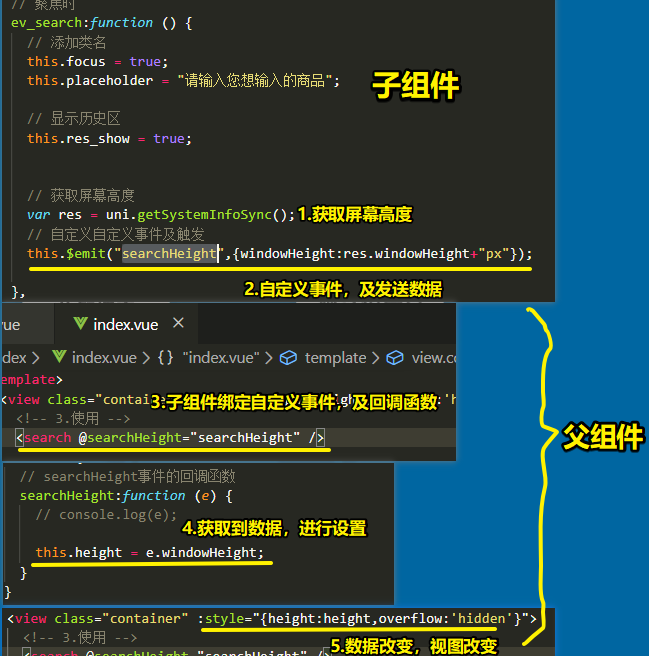 // 聚焦时
ev_search:function () {
// 添加类名
this.focus = true;
this.placeholder = "请输入您想输入的商品";
子组件
// 显示历史区
this.res_show = true;
// 获取屏幕高度
var res = uni.getSystemInfoSync();
1.获取屏幕高度
// 自定义自定义事件及触发
this.$emit("searchHeight",{windowHeight:res.windowHeight+"px"});
2.自定义事件，及发送数据
},
vue
index.vue ×
dex > index.vue > {} "index.vue" > template > view.co
template>
<view class="container
3.子组件绑定自定义事件，及回调函数
<!-- 3.使用 -->
<search @searchHeight="searchHeight" />
父组件
// searchHeight事件的回调函数
searchHeight:function (e) {
// console.log(e);
4.获取到数据，进行设置
this.height = e.windowHeight;
}
}
<view class="container" :style="{height:height,overflow:'hidden'}">
<!-- 3.使用 -->
5.数据改变，视图改变
<search @searchHeight="searchHeight" />